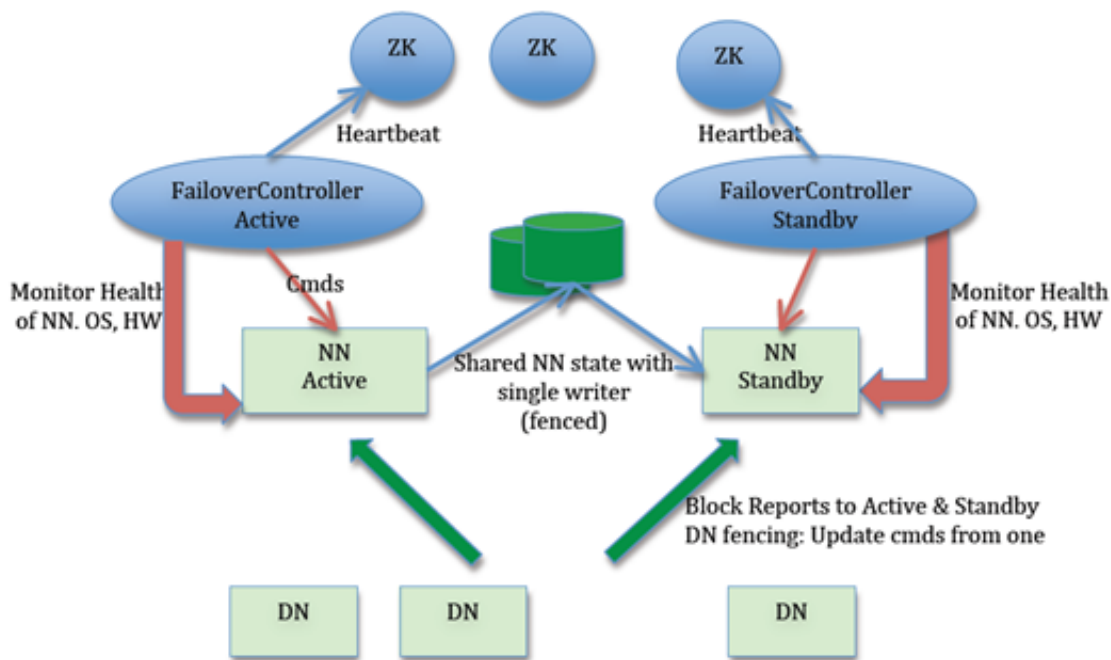 ZK
ZK
ZK
Heartbeat
Heartbeat
FailoverController
Active
FailoverController
Standby
Cmds
Monitor Health
of NN. OS, HW
Monitor Health
of NN. OS, HW
NN
Active
Shared NN state with
single writer
(fenced)
NN
Standby
Block Reports to Active & Standby
DN fencing: Update cmds from one
DN
DN
DN